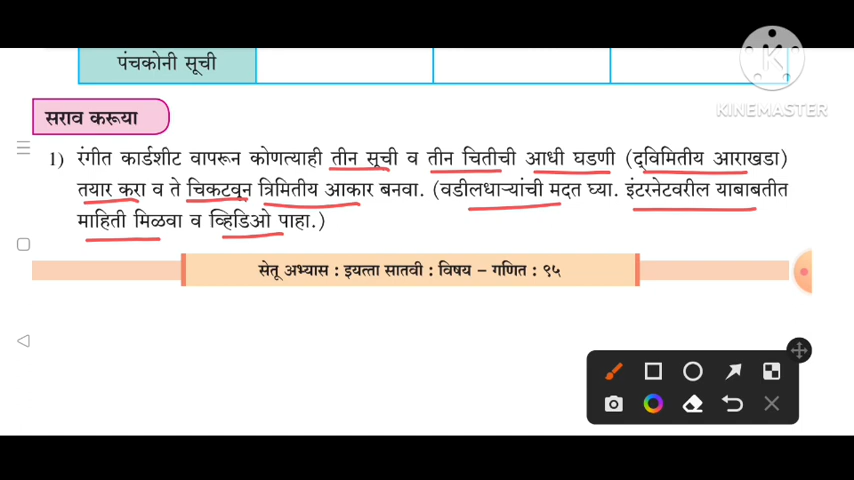 पंचकोनी सूची
KINEMASTER
सराव करूया
1) रंगीत कार्डशीट वापरून कोणत्याही तीन सूची व तीन चितीची आधी घडणी (द्विमितीय आराखडा)
तयार करा व ते चिकटवून त्रिमितीय आकार बनवा. (वडीलधाऱ्यांची मदत घ्या. इंटरनेटवरील याबाबतीत
माहिती मिळवा व व्हिडिओ पाहा.)
सेतू अभ्यास : इयत्ता सातवी : विषय – गणित : ९५